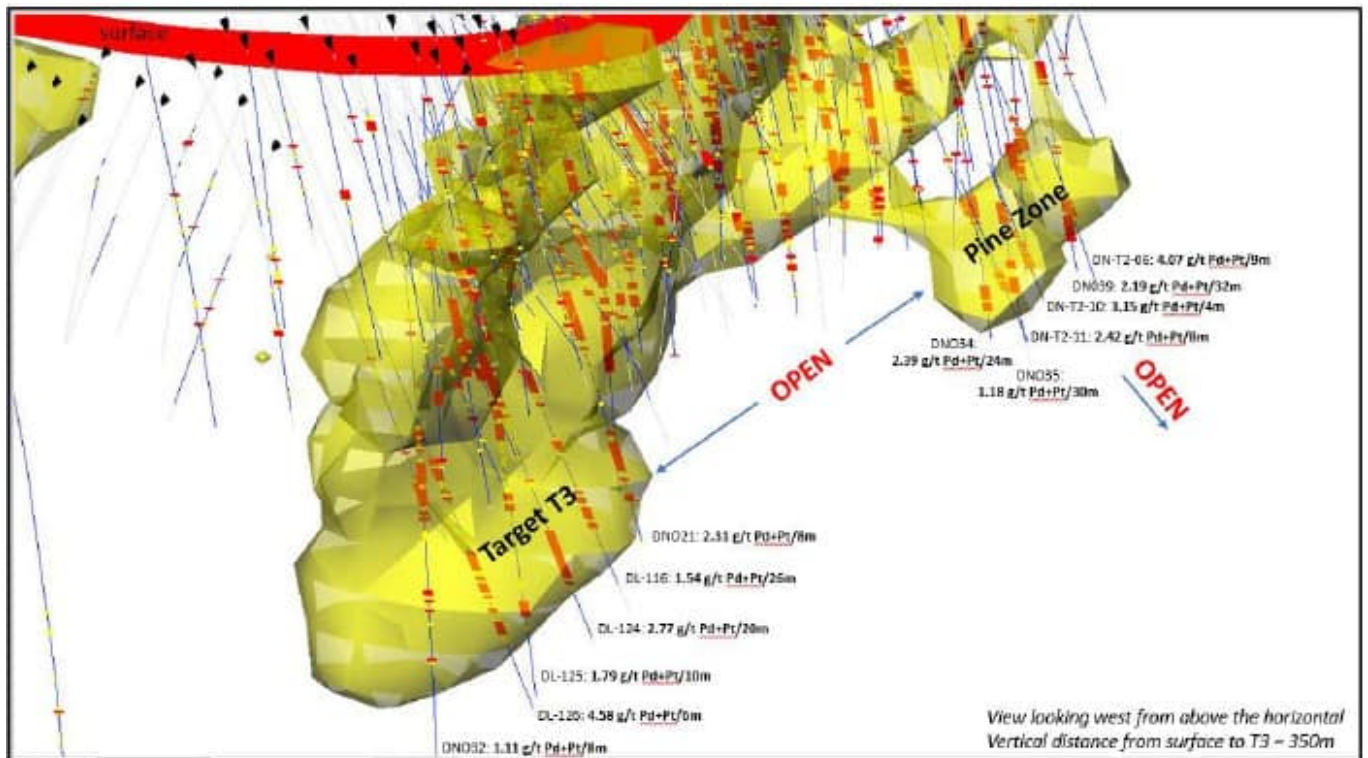 surface
Pine Zone
DN-T2-06: 4.07 g/t Pd+Pt/9m
DN039: 2.19 g/t Pd+Pt/32m
DN-T2-10: 3.15 g/t Pd+Pt/4m
DN-T2-11: 2.42 g/t Pd+Pt/8m
DNO34:
2.39 g/t Pd+Pt/24m
DNO35:
1.18 g/t Pd+Pt/30m
OPEN
OPEN
Target T3
DNO21: 2.31 g/t Pd+Pt/8m
DL-116: 1.54 g/t Pd+Pt/26m
DL-124: 2.77 g/t Pd+Pt/20m
DL-125: 1.79 g/t Pd+Pt/10m
DL-126: 4.58 g/t Pd+Pt/6m
DNO32: 1.11 g/t Pd+Pt/8m
View looking west from above the horizontal
Vertical distance from surface to T3 – 350m